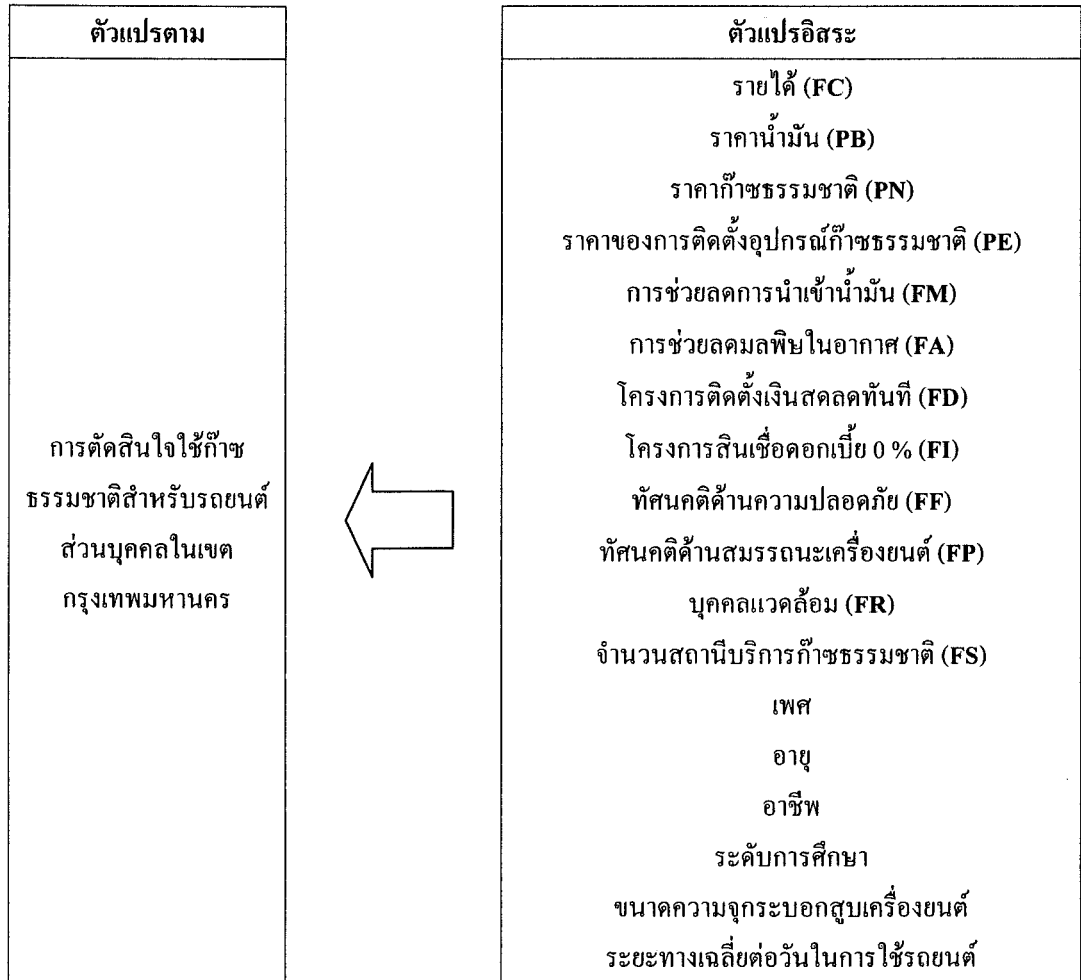 ตัวแปรตาม
การตัดสินใจใช้ก๊าซ
ธรรมชาติสำหรับรถยนต์
ส่วนบุคคลในเขต
กรุงเทพมหานคร
ตัวแปรอิสระ
รายได้ (FC)
ราคาน้ำมัน (PB)
ราคาก๊าซธรรมชาติ (PN)
ราคาของการติดตั้งอุปกรณ์ก๊าซธรรมชาติ (PE)
การช่วยลดการนำเข้าน้ำมัน (FM)
การช่วยลดมลพิษในอากาศ (FA)
โครงการติดตั้งเงินสดลดทันที (FD)
โครงการสินเชื่อดอกเบี้ย 0 % (FI)
ทัศนคติด้านความปลอดภัย (FF)
ทัศนคติด้านสมรรถนะเครื่องยนต์ (FP)
บุคคลแวดล้อม (FR)
จำนวนสถานีบริการก๊าซธรรมชาติ (FS)
เพศ
อายุ
อาชีพ
ระดับการศึกษา
ขนาดความจุกระบอกสูบเครื่องยนต์
ระยะทางเฉลี่ยต่อวันในการใช้รถยนต์